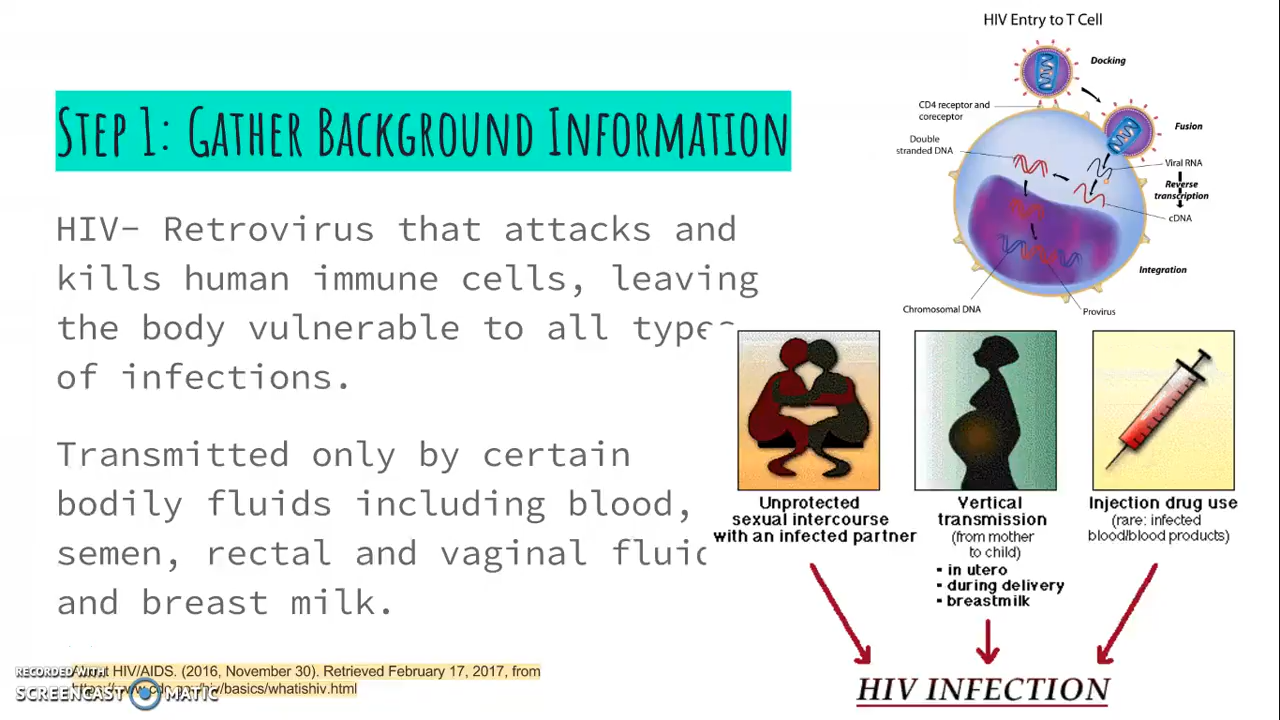 HIV Entry to T Cell
Docking
CD4 receptor and
coreceptor
Fusion
Double
stranded DNA
Viral RNA
Reverse
transcription
cDNA
Integration
Chromosomal DNA
Provirus
Step 1: Gather Background Information
HIV- Retrovirus that attacks and
kills human immune cells, leaving
the body vulnerable to all types
of infections.
Transmitted only by certain
bodily fluids including blood,
semen, rectal and vaginal fluid
and breast milk.
Unprotected
sexual intercourse
with an infected partner
Vertical
transmission
(from mother
to child)
- in utero
- during delivery
- breastmilk
Injection drug use
(rare: infected
blood/blood products)
HIV INFECTION
HIV/AIDS. (2016, November 30). Retrieved February 17, 2017, from
RECORDED WITH
SCREENCAST MATIC